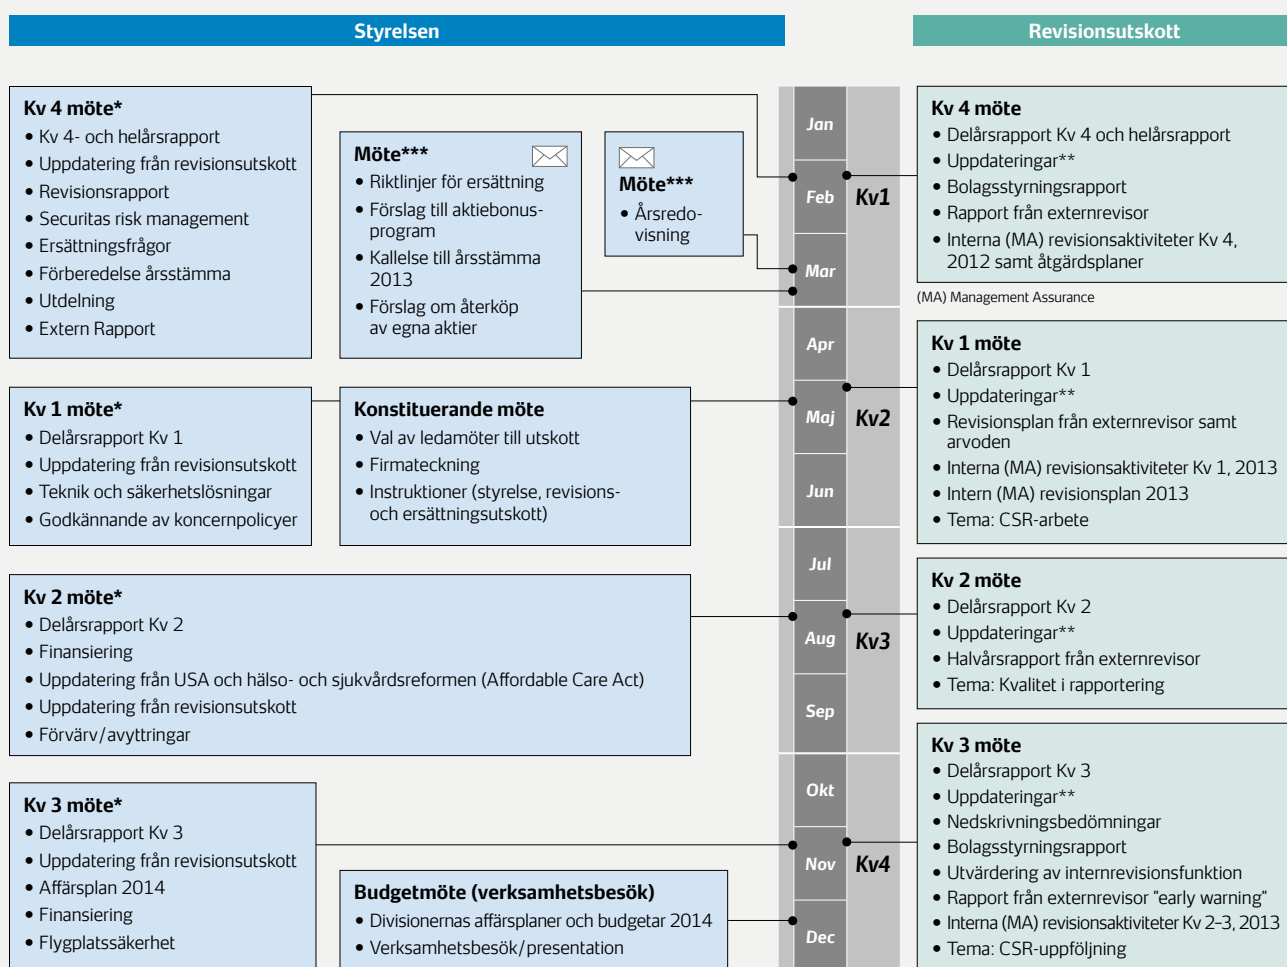 Styrelsen
Revisionsutskott
Kv 4 möte*
• Kv 4- och helårsrapport
• Uppdatering från revisionsutskott
• Revisionsrapport
• Securitas risk management
• Ersättningsfrågor
• Förberedelse årsstämma
• Utdelning
• Extern Rapport
Möte***
• Riktlinjer för ersättning
• Förslag till aktiebonus-
program
• Kallelse till årsstämma
2013
• Förslag om återköp
av egna aktier
Möte***
• Årsredo-
visning
Kv 1 möte*
• Delårsrapport Kv 1
• Uppdatering från revisionsutskott
• Teknik och säkerhetslösningar
• Godkännande av koncernpolicyer
Konstituerande möte
• Val av ledamöter till utskott
• Firmateckning
• Instruktioner (styrelse, revisions-
och ersättningsutskott)
Kv 2 möte*
• Delårsrapport Kv 2
• Finansiering
• Uppdatering från USA och hälso- och sjukvårdsreformen (Affordable Care Act)
• Uppdatering från revisionsutskott
• Förvärv/avyttringar
Kv 3 möte*
• Delårsrapport Kv 3
• Uppdatering från revisionsutskott
• Affärsplan 2014
• Finansiering
• Flygplatssäkerhet
Budgetmöte (verksamhetsbesök)
• Divisionernas affärsplaner och budgetar 2014
• Verksamhetsbesök/presentation
Jan
Feb
Mar
Kv1
Apr
Maj
Jun
Kv2
Jul
Aug
Sep
Kv3
Okt
Nov
Dec
Kv4
Kv 4 möte
• Delårsrapport Kv 4 och helårsrapport
• Uppdateringar**
• Bolagsstyrningsrapport
• Rapport från externrevisor
• Interna (MA) revisionsaktiviteter Kv 4,
2012 samt åtgärdsplaner
(MA) Management Assurance
Kv 1 möte
• Delårsrapport Kv 1
• Uppdateringar**
• Revisionsplan från externrevisor samt
arvoden
• Interna (MA) revisionsaktiviteter Kv 1, 2013
• Intern (MA) revisionsplan 2013
• Tema: CSR-arbete
Kv 2 möte
• Delårsrapport Kv 2
• Uppdateringar**
• Halvårsrapport från externrevisor
• Tema: Kvalitet i rapportering
Kv 3 möte
• Delårsrapport Kv 3
• Uppdateringar**
• Nedskrivningsbedömningar
• Bolagsstyrningsrapport
• Utvärdering av internrevisionsfunktion
• Rapport från externrevisor "early warning"
• Interna (MA) revisionsaktiviteter Kv 2–3, 2013
• Tema: CSR-uppföljning